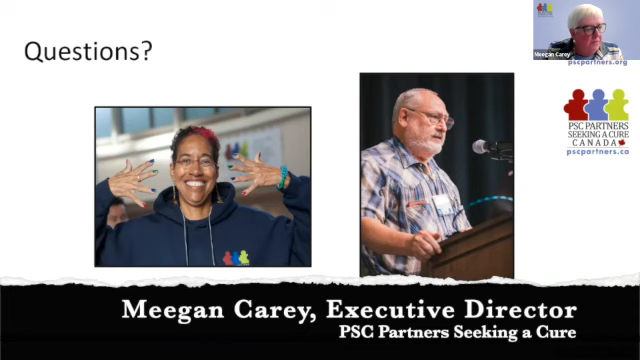 Questions?
Meegan Carey
pscpartners.org
PSC PARTNERS
SEEKING A CURE
CANADA
pscpartners.ca
Meegan Carey, Executive Director
PSC Partners Seeking a Cure